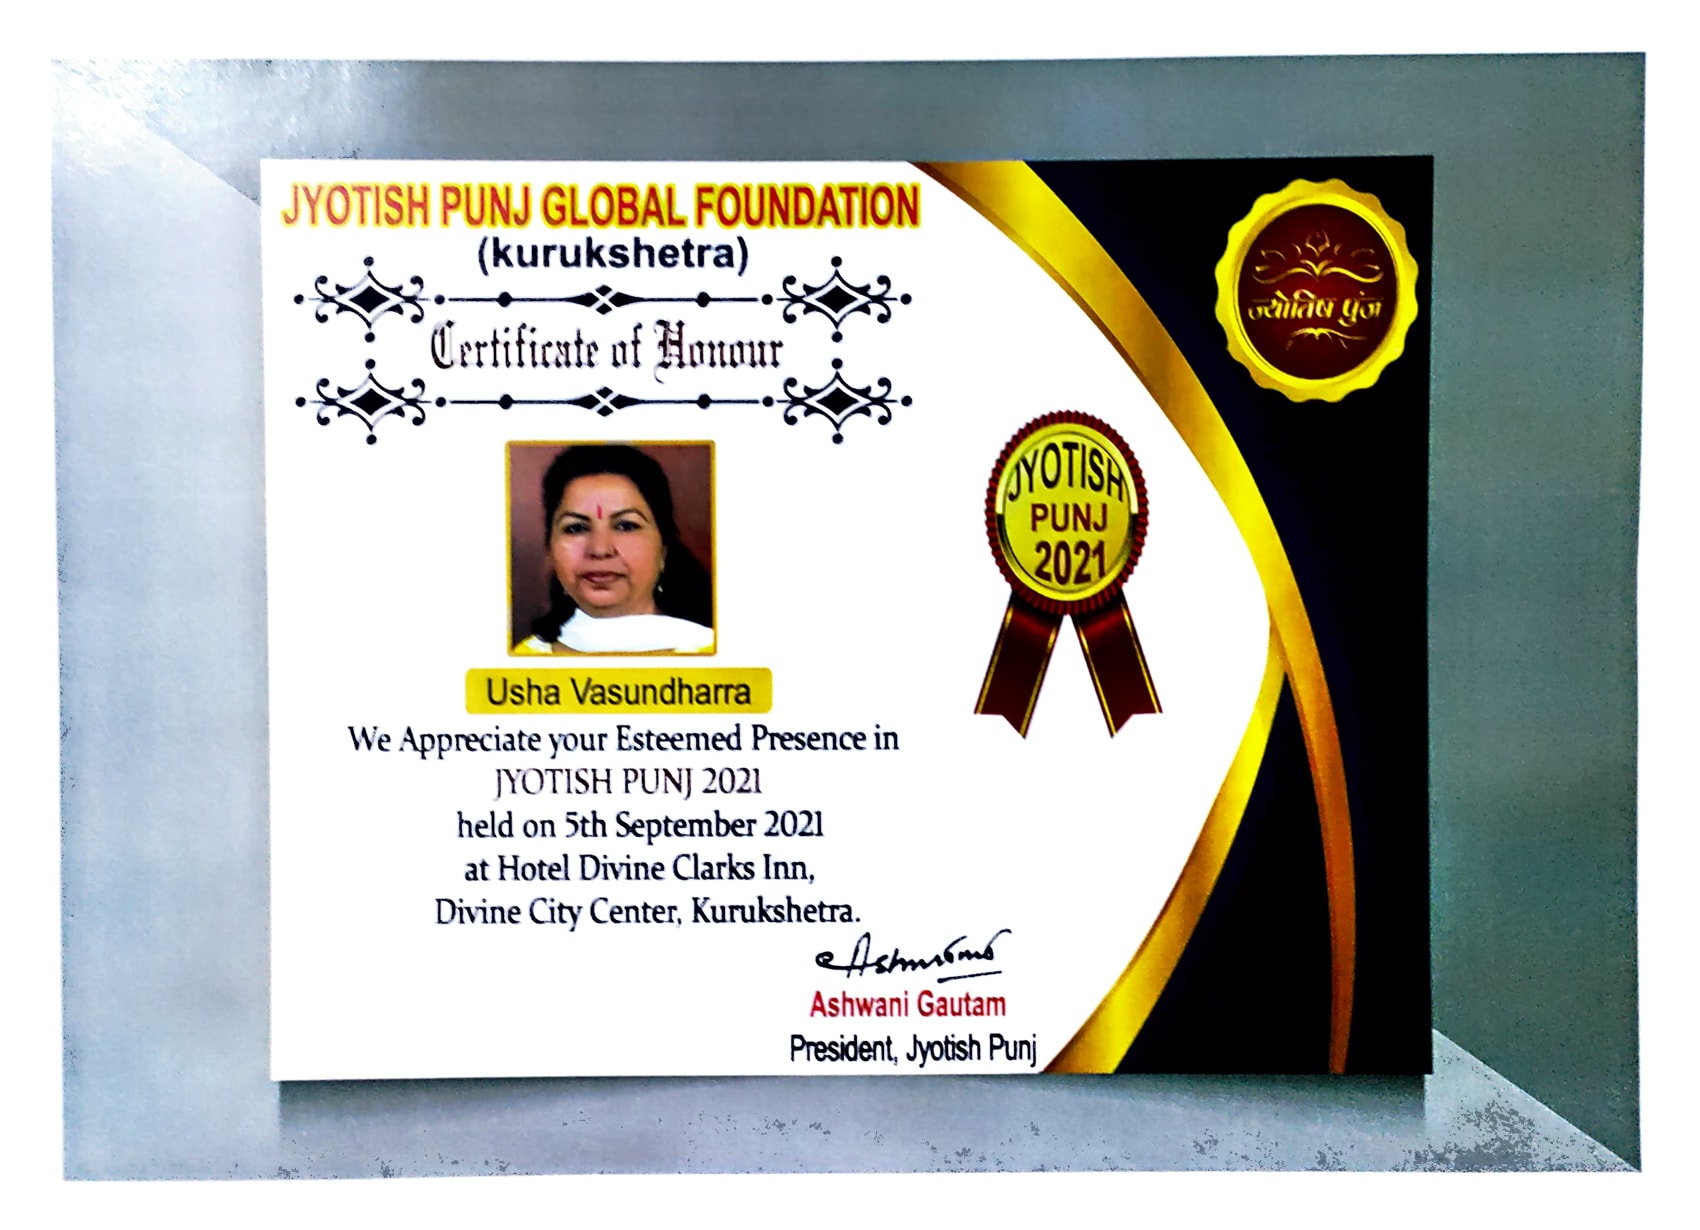 JYOTISH PUNJ GLOBAL FOUNDATION
(kurukshetra)
Certificate of Honour
ज्योतिष पुंज
JYOTISH
PUNJ
2021
Usha Vasundharra
We Appreciate your Esteemed Presence in
JYOTISH PUNJ 2021
held on 5th September 2021
at Hotel Divine Clarks Inn,
Divine City Center, Kurukshetra.
Ashwani Gautam
President, Jyotish Punj